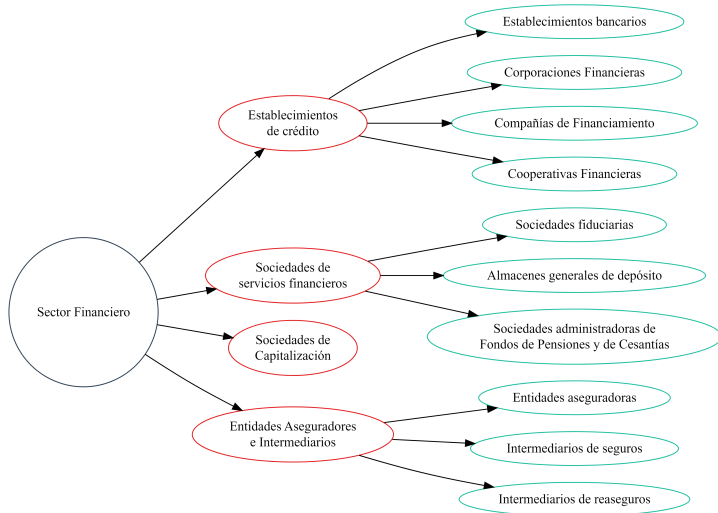 Sector Financiero
Establecimientos
de crédito
Establecimientos bancarios
Corporaciones Financieras
Compañías de Financiamiento
Cooperativas Financieras
Sociedades de
servicios financieros
Sociedades fiduciarias
Almacenes generales de depósito
Sociedades administradoras de
Fondos de Pensiones y de Cesantías
Sociedades de
Capitalización
Entidades Aseguradores
e Intermediarios
Entidades aseguradoras
Intermediarios de seguros
Intermediarios de reaseguros